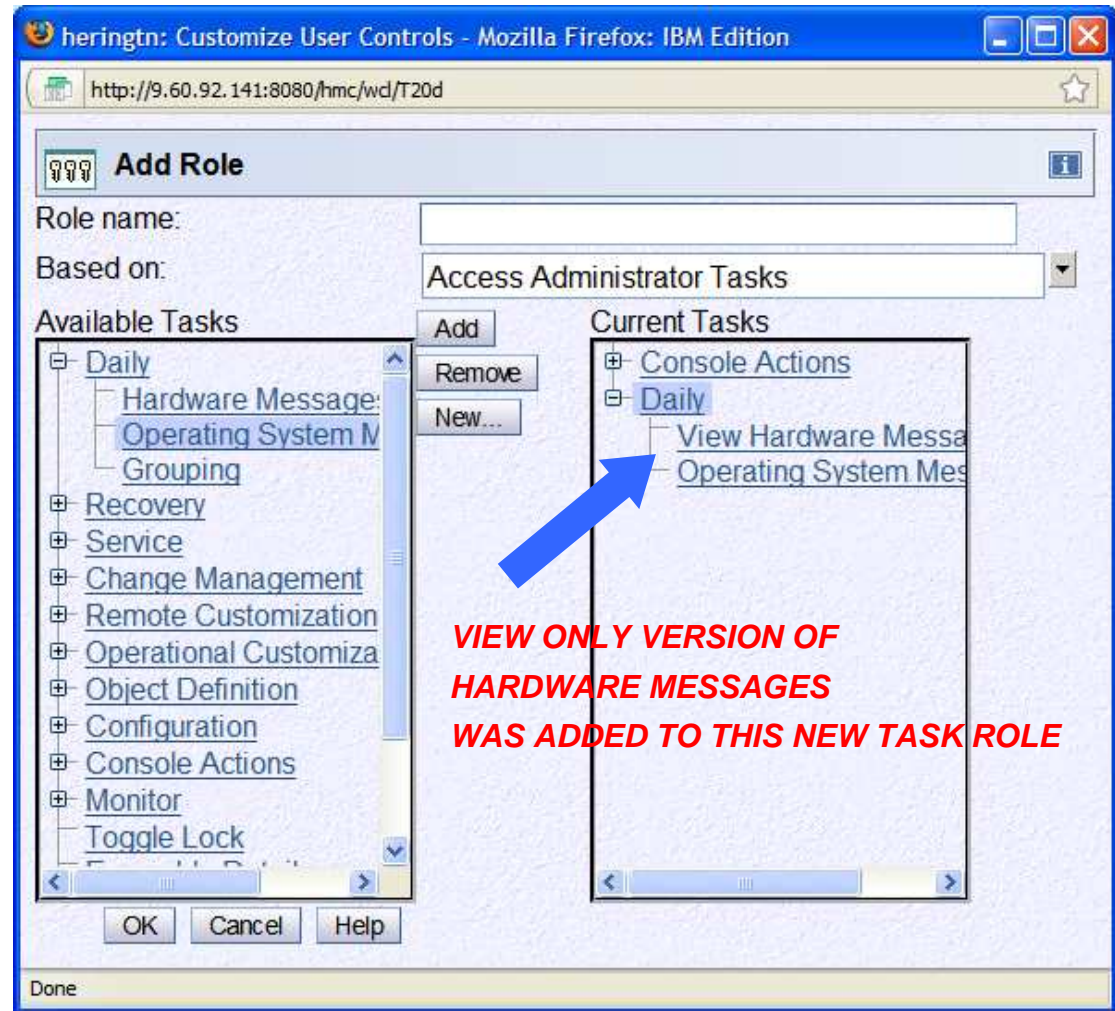 heringtn: Customize User Controls - Mozilla Firefox: IBM Edition
http://9.60.92.141:8080/hmc/wcl/T20d
Add Role
Role name:
Based on:
Access Administrator Tasks
Available Tasks
Daily
Hardware Message
Operating System M
Grouping
Recovery
Service
Change Management
Remote Customization
Operational Customiza
Object Definition
Configuration
Console Actions
Monitor
Toggle Lock
Add
Remove
New...
Current Tasks
Console Actions
Daily
View Hardware Messa
Operating System Mes
VIEW ONLY VERSION OF
HARDWARE MESSAGES
WAS ADDED TO THIS NEW TASK ROLE
OK Cancel Help
Done